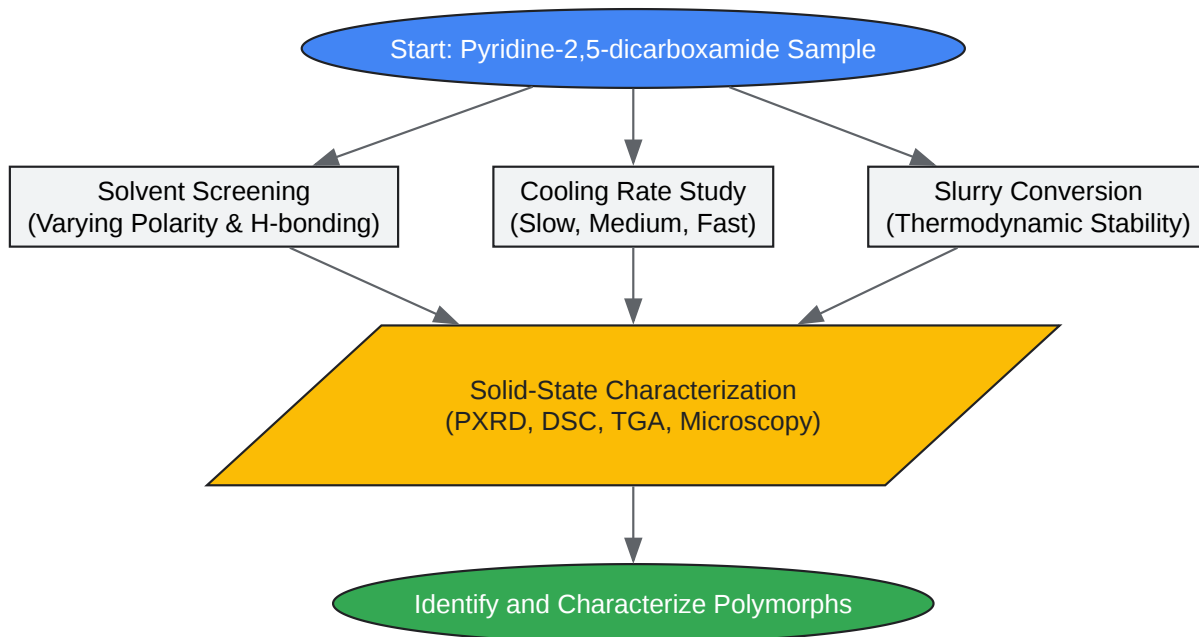 Start: Pyridine-2,5-dicarboxamide Sample
Solvent Screening
(Varying Polarity & H-bonding)
Cooling Rate Study
(Slow, Medium, Fast)
Slurry Conversion
(Thermodynamic Stability)
Solid-State Characterization
(PXRD, DSC, TGA, Microscopy)
Identify and Characterize Polymorphs